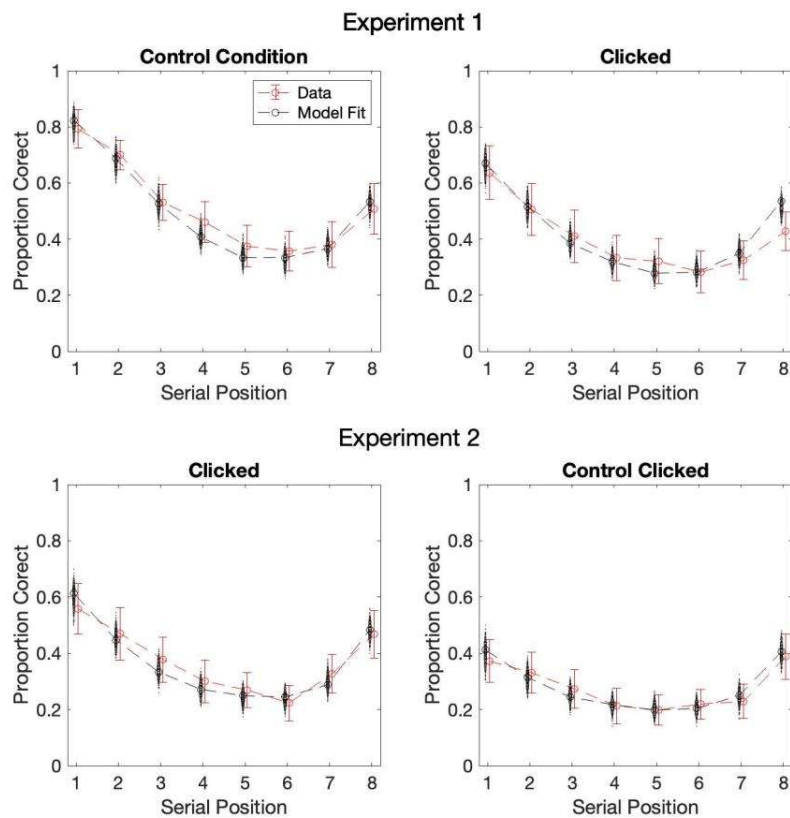 Experiment 1
Control Condition
Clicked
Data
Model Fit
1
0.8
0.6
0.4
0.2
0
Proportion Corect
1 2 3 4 5 6 7 8
Serial Position
1
0.8
0.6
0.4
0.2
0
Proportion Corect
1 2 3 4 5 6 7 8
Serial Position
Experiment 2
Clicked
Control Clicked
1
0.8
0.6
0.4
0.2
0
Proportion Corect
1 2 3 4 5 6 7 8
Serial Position
1
0.8
0.6
0.4
0.2
0
Proportion Corect
1 2 3 4 5 6 7 8
Serial Position